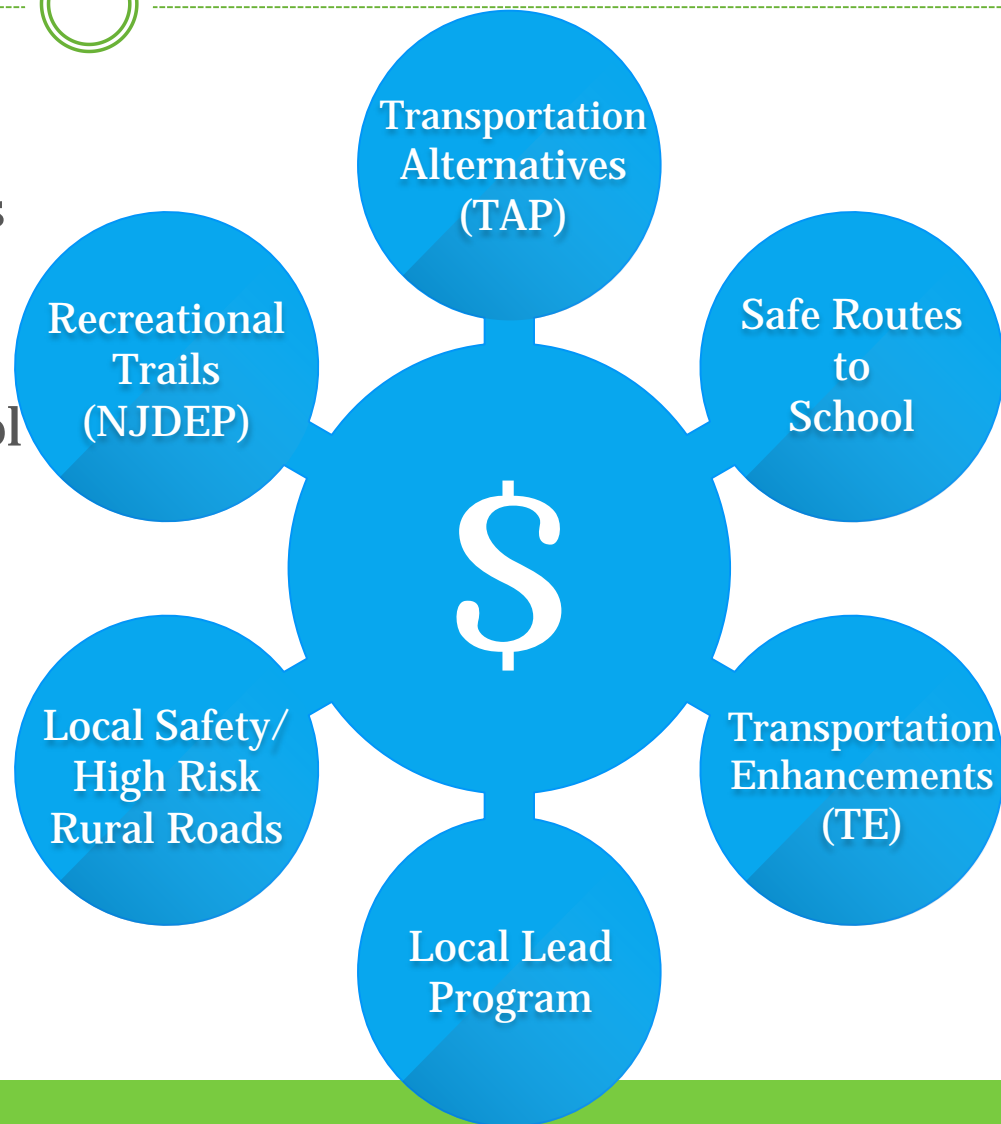 Transportation
Alternatives
(TAP)
Safe Routes
to
School
Transportation
Enhancements
(TE)
Local Lead
Program
Local Safety/
High Risk
Rural Roads
Recreational
Trails
(NJDEP)
$